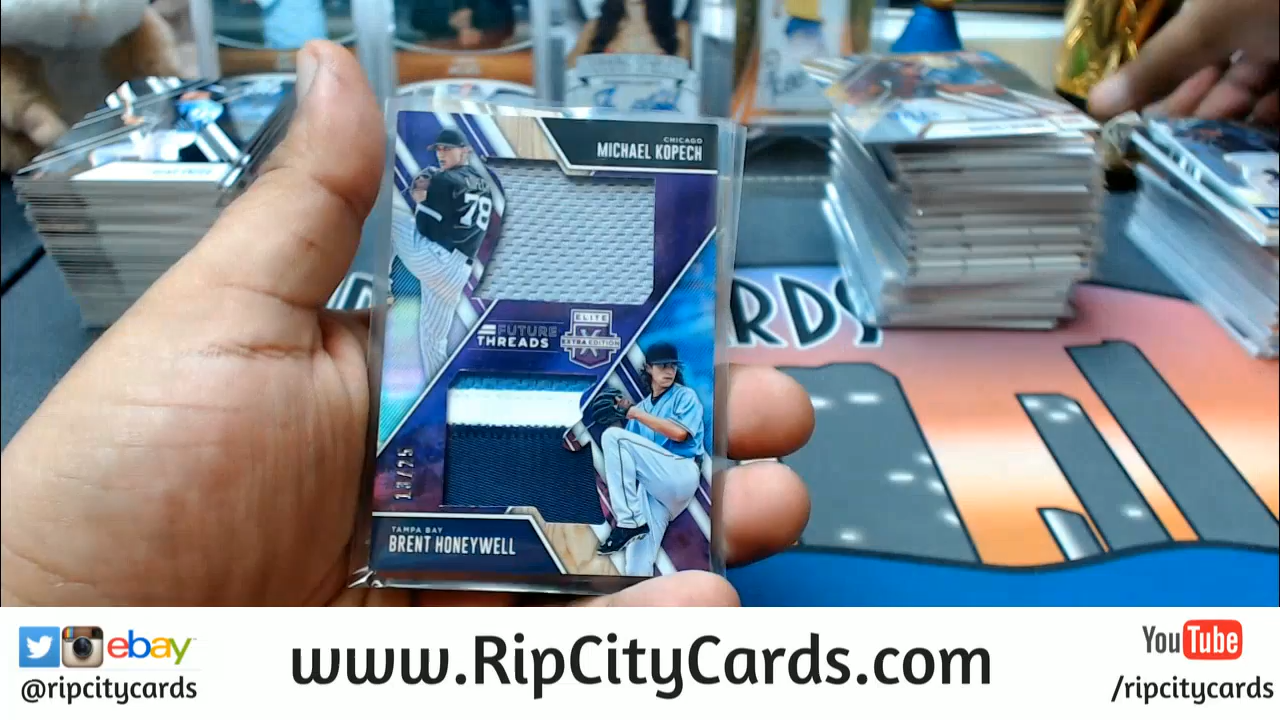 CHICAGO
MICHAEL KOPECH
78
ELITE
FUTURE
THREADS
EXTRA EDITION
13/25
TAMPA BAY
BRENT HONEYWELL
RDS
ebay
@ripcitycards
www.RipCityCards.com
YouTube
/ripcitycards